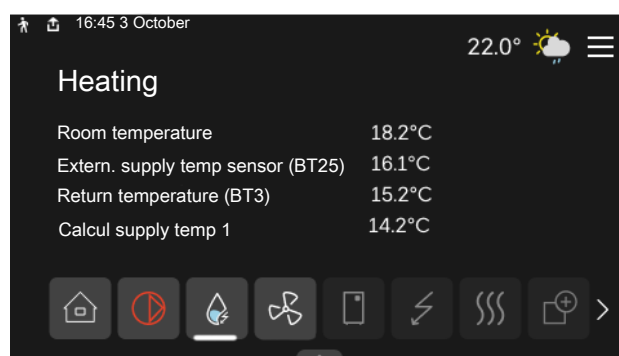 16:45 3 October
22.0°
Heating
Room temperature 18.2°C
Extern. supply temp sensor (BT25) 16.1°C
Return temperature (BT3) 15.2°C
Calcul supply temp 1 14.2°C